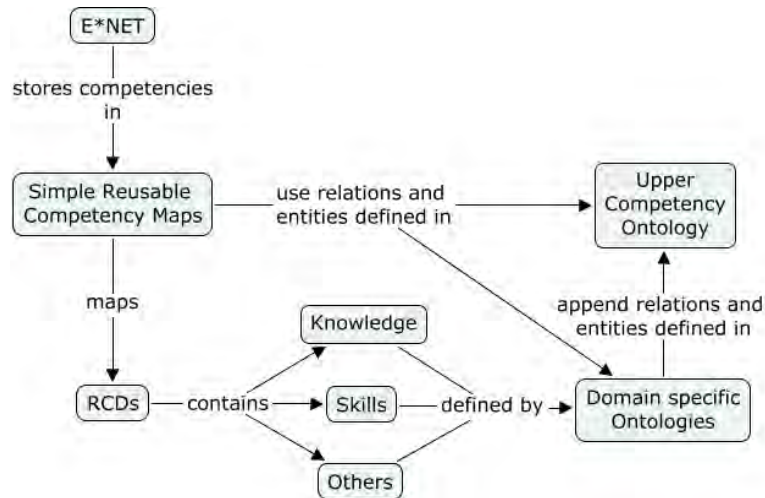 E*NET
stores competencies
in
Simple Reusable
Competency Maps
use relations and
entities defined in
Upper
Competency
Ontology
maps
append relations and
entities defined in
Knowledge
RCDs
contains
Skills
defined by
Domain specific
Ontologies
Others